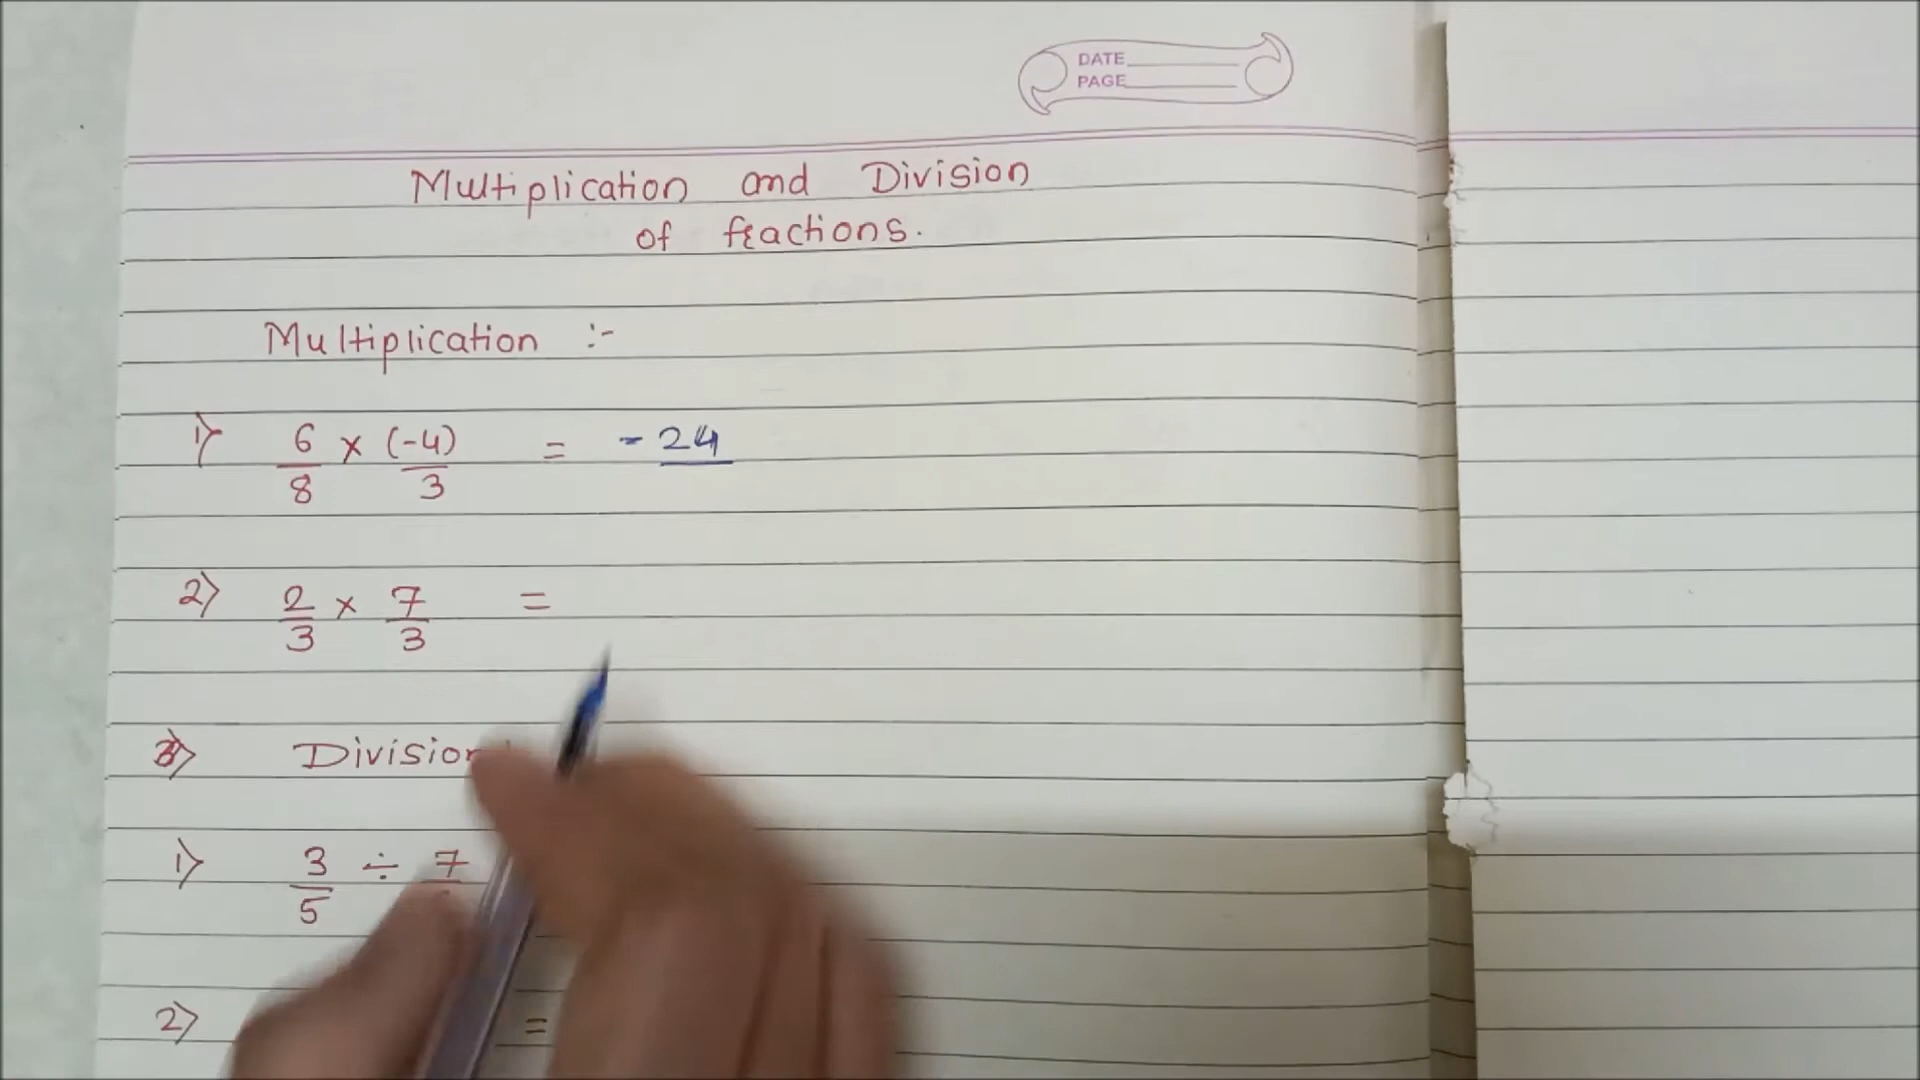 DATE
PAGE
Multiplication and Division
of fractions.
Multiplication :-
1) 6/8 × (-4)/3 = -24
2) 2/3 × 7/3 =
3) Division
1) 3/5 ÷ 7
2) =